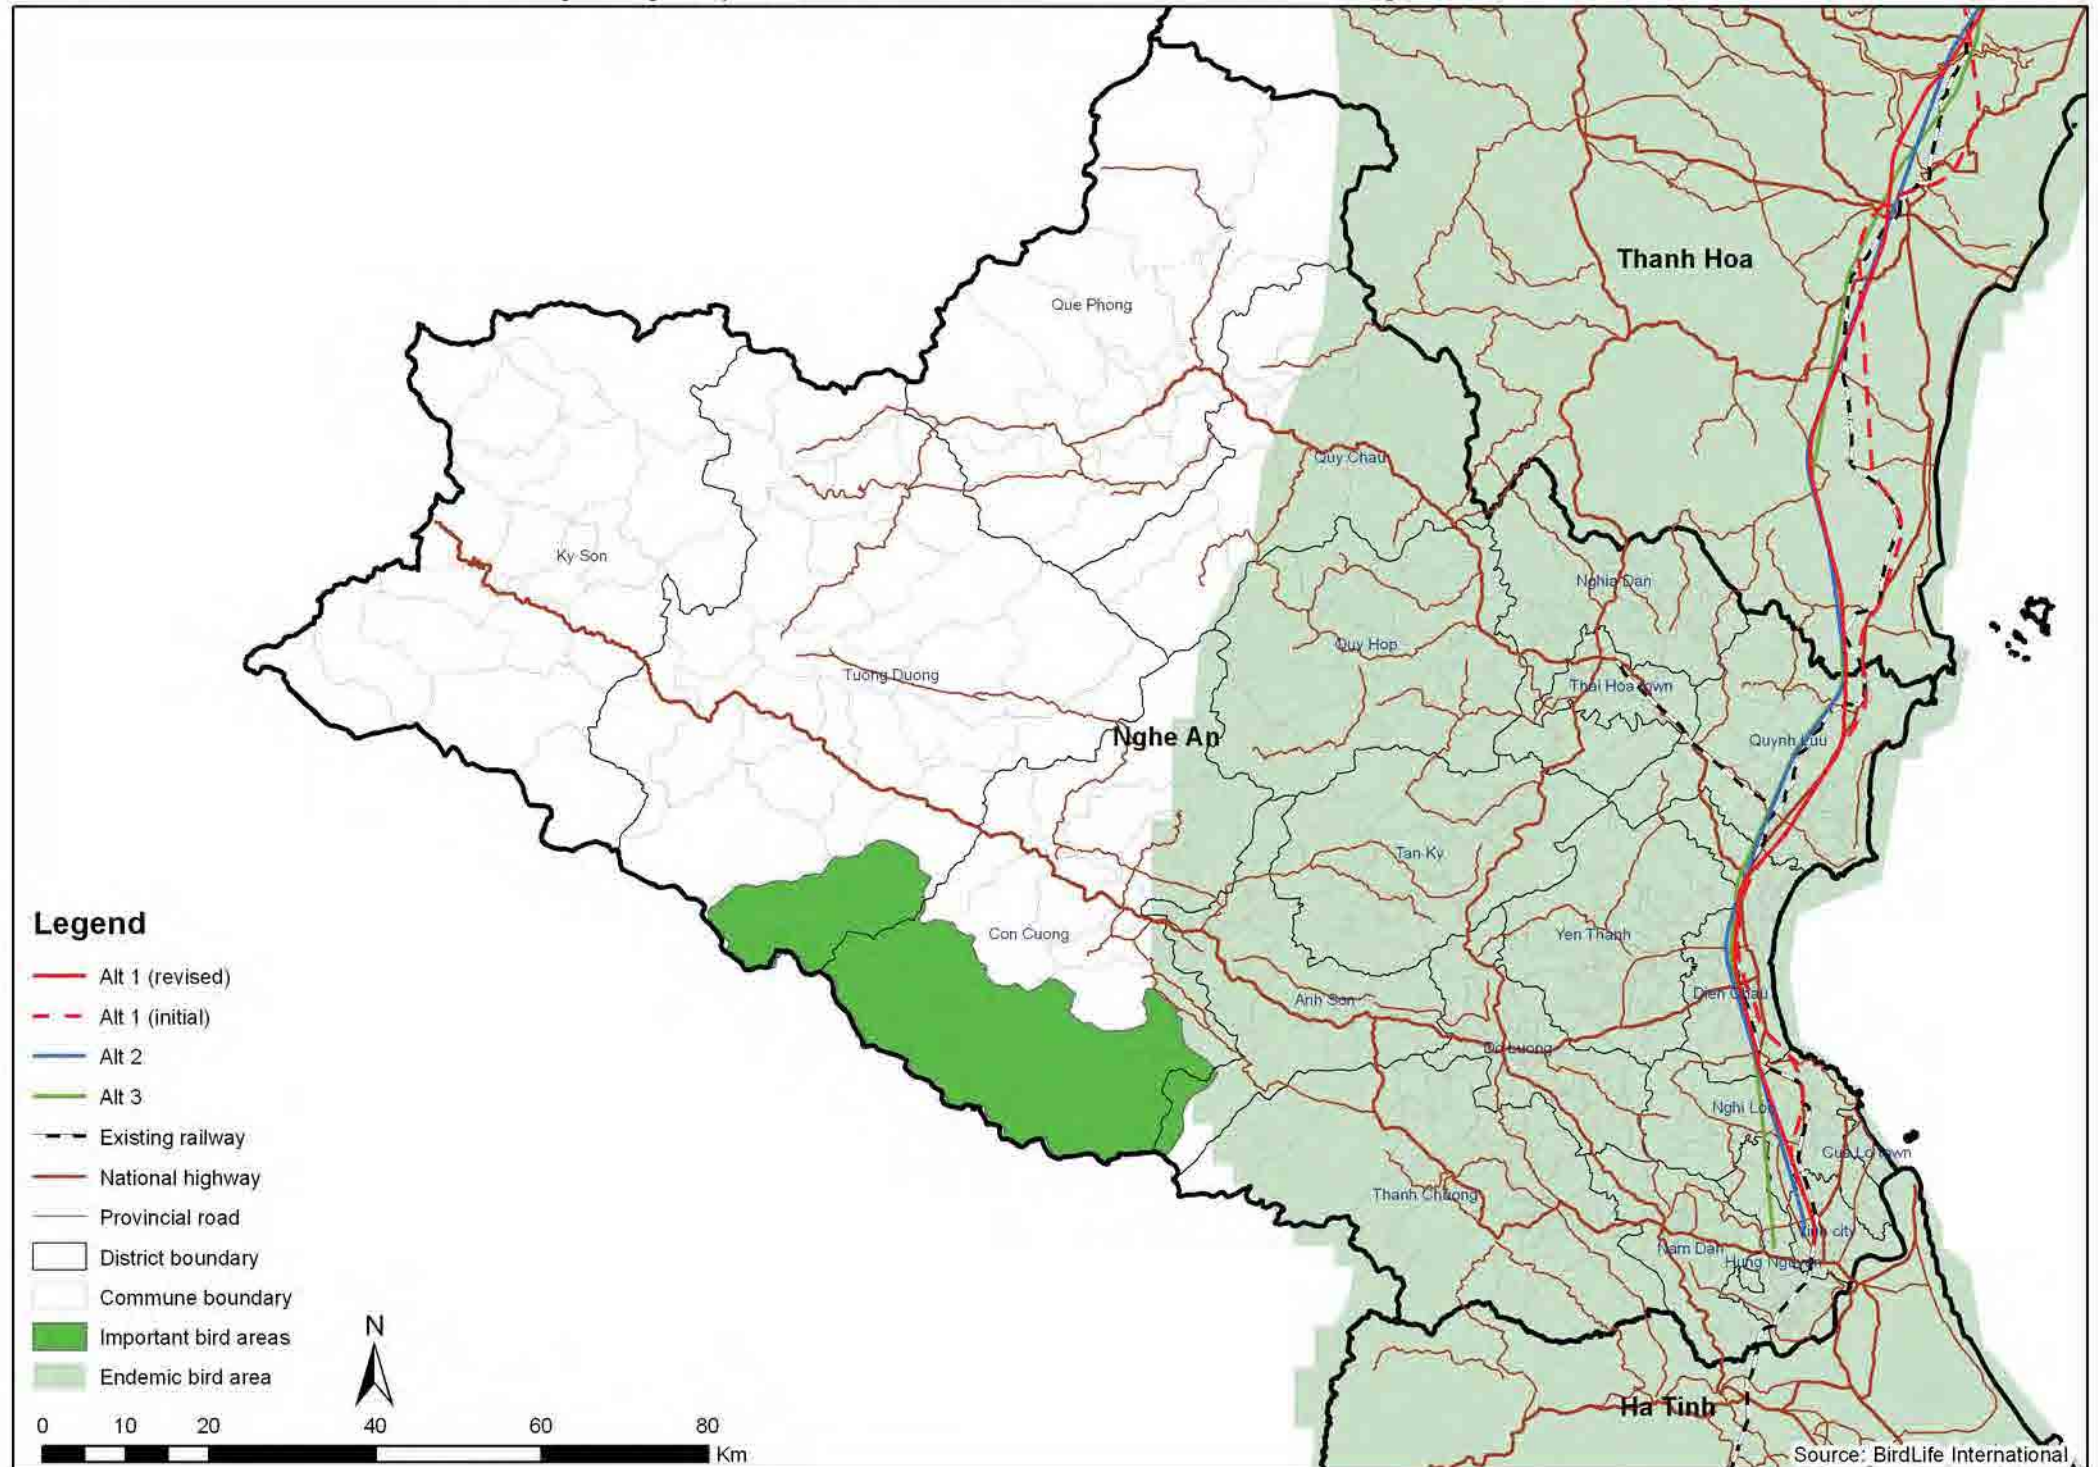 Thanh Hoa
Que Phong
Quy Chau
Ky Son
Nghia Dan
Quy Hop
Tuong Duong
Thai Hoa town
Nghe An
Quynh Luu
Tan Ky
Con Cuong
Yen Thanh
Anh Son
Dien Chau
Do Luong
Nghi Loc
Cua Lo town
Thanh Chuong
Vinh city
Nam Dan
Hung Nguyen
Ha Tinh
Legend
Alt 1 (revised)
Alt 1 (initial)
Alt 2
Alt 3
Existing railway
National highway
Provincial road
District boundary
Commune boundary
Important bird areas
Endemic bird area
N
0 10 20 40 60 80
Km
Source: BirdLife International